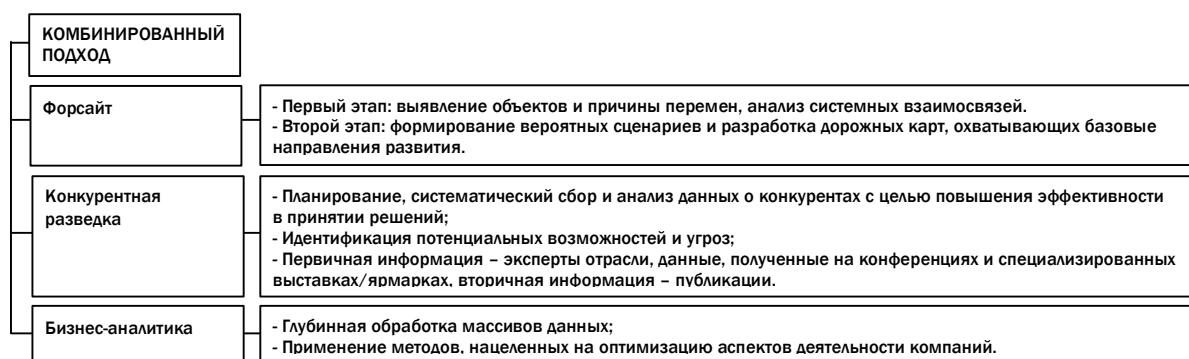 КОМБИНИРОВАННЫЙ
ПОДХОД
Форсайт
- Первый этап: выявление объектов и причины перемен, анализ системных взаимосвязей.
- Второй этап: формирование вероятных сценариев и разработка дорожных карт, охватывающих базовые
направления развития.
Конкурентная
разведка
- Планирование, систематический сбор и анализ данных о конкурентах с целью повышения эффективности
в принятии решений;
- Идентификация потенциальных возможностей и угроз;
- Первичная информация – эксперты отрасли, данные, полученные на конференциях и специализированных
выставках/ярмарках, вторичная информация – публикации.
Бизнес-аналитика
- Глубинная обработка массивов данных;
- Применение методов, нацеленных на оптимизацию аспектов деятельности компаний.